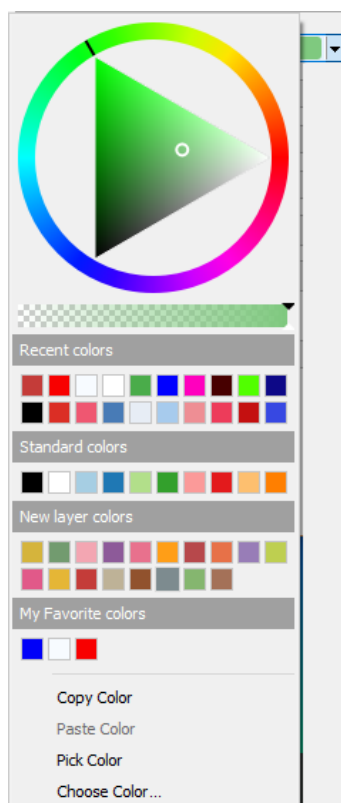 Recent colors
Standard colors
New layer colors
My Favorite colors
Copy Color
Paste Color
Pick Color
Choose Color...